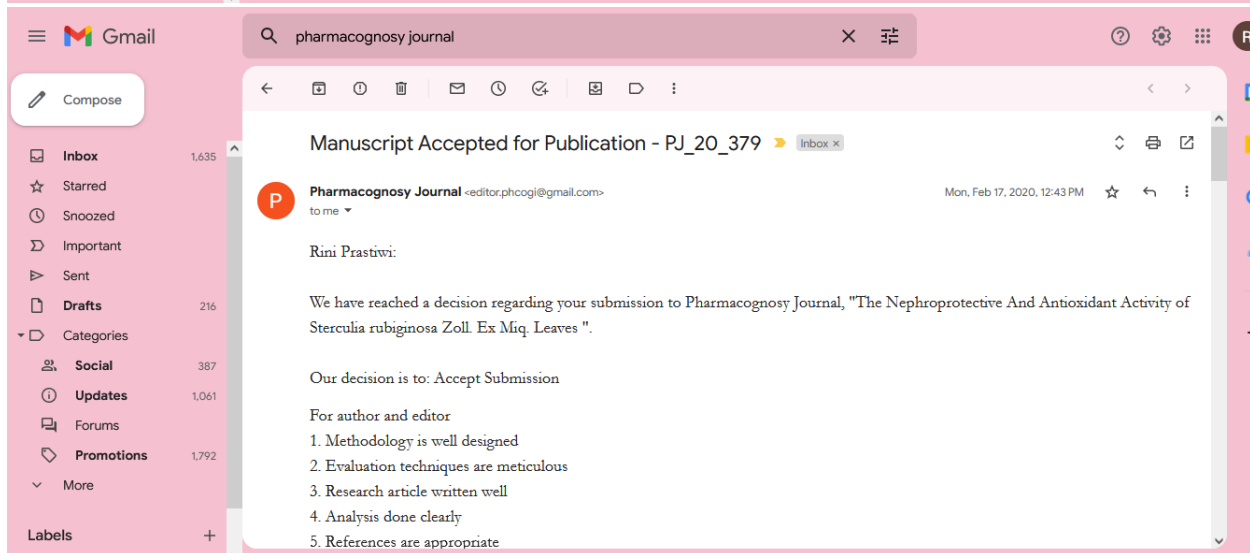 Gmail
pharmacognosy journal
Compose
Inbox 1,635
Starred
Snoozed
Important
Sent
Drafts 216
Categories
Social 387
Updates 1,061
Forums
Promotions 1,792
More
Labels
Manuscript Accepted for Publication - PJ_20_379 Inbox ×
P
Pharmacognosy Journal <editor.phcogi@gmail.com> Mon, Feb 17, 2020, 12:43 PM
to me
Rini Prastiwi:
We have reached a decision regarding your submission to Pharmacognosy Journal, "The Nephroprotective And Antioxidant Activity of
Sterculia rubiginosa Zoll. Ex Miq. Leaves ".
Our decision is to: Accept Submission
For author and editor
1. Methodology is well designed
2. Evaluation techniques are meticulous
3. Research article written well
4. Analysis done clearly
5. References are appropriate